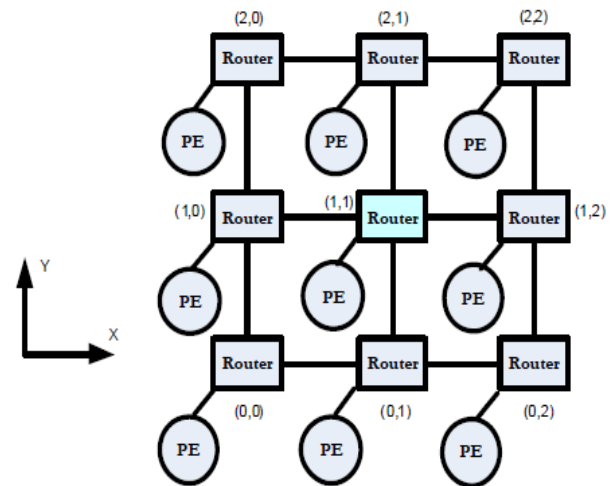 (2,0) (2,1) (2,2)
Router Router Router
PE PE PE
(1,0) Router (1,1) Router Router (1,2)
Y
PE PE PE
X
Router Router Router
(0,0) (0,1) (0,2)
PE PE PE